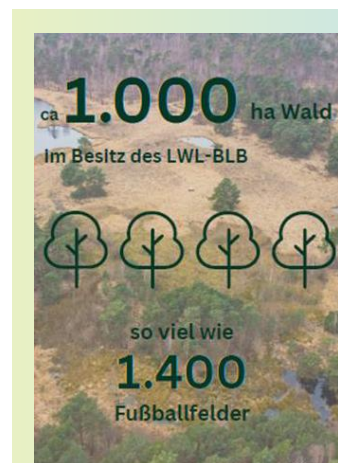 ca 1.000 ha Wald
im Besitz des LWL-BLB
so viel wie
1.400
Fußballfelder